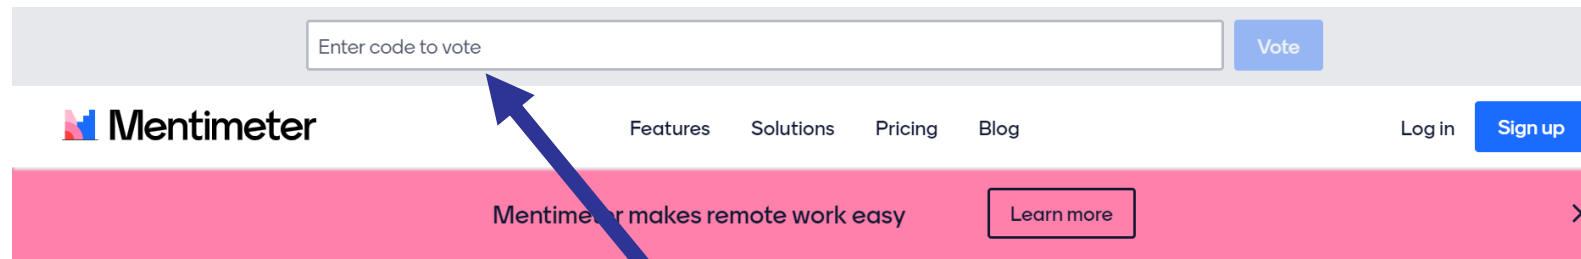 Enter code to vote Vote
Mentimeter Features Solutions Pricing Blog Log in Sign up
Mentimeter makes remote work easy Learn more